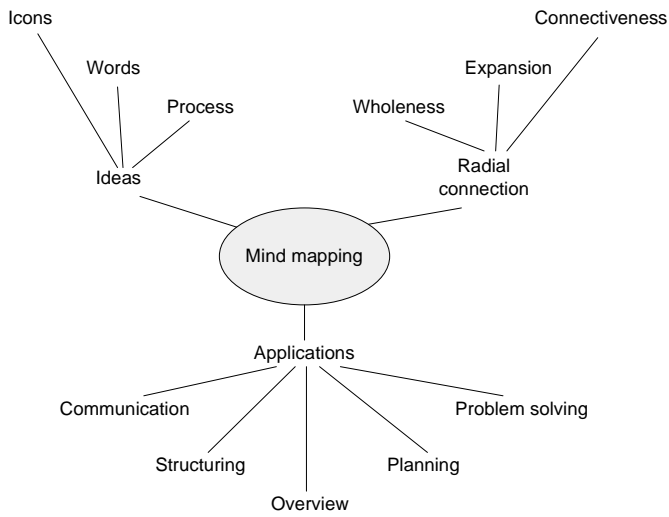 Icons
Connectiveness
Words
Expansion
Process
Wholeness
Ideas
Radial
connection
Mind mapping
Applications
Communication
Problem solving
Structuring
Planning
Overview